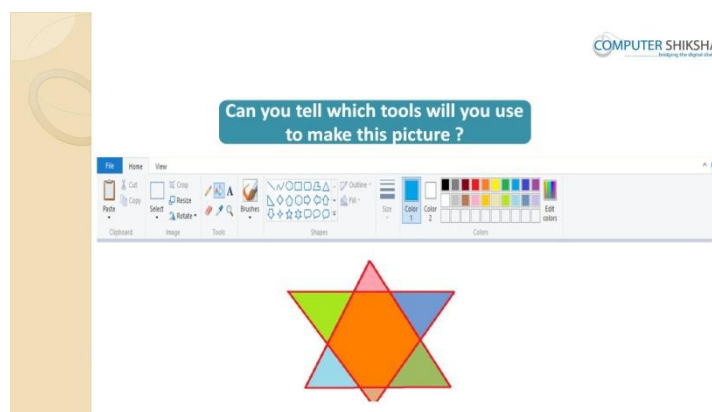 COMPUTER SHIKSHA
Can you tell which tools will you use
to make this picture ?
File Home View
Paste
Cut
Copy
Clipboard
Select
Crop
Resize
Rotate
Image
A
Tools
Brushes
Outline
Fill
Shapes
Size
Color
1
Color
2
Edit
colors
Colors